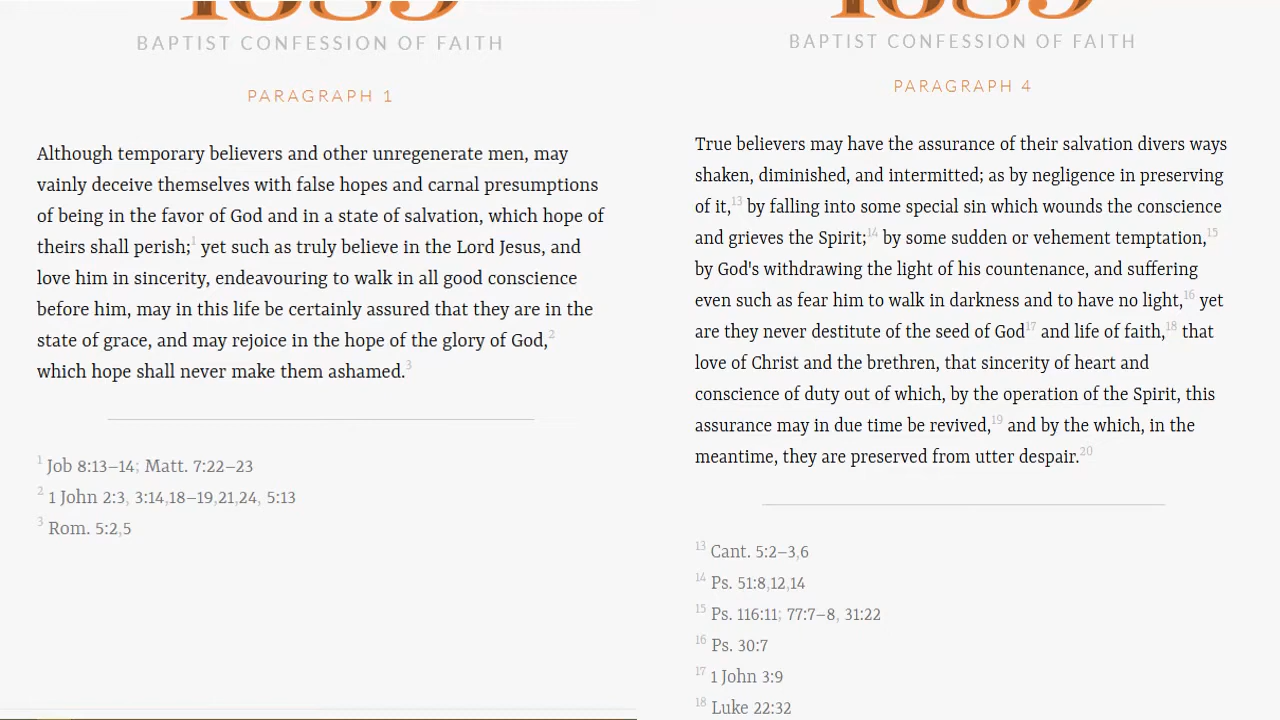 BAPTIST CONFESSION OF FAITH
PARAGRAPH 1
Although temporary believers and other unregenerate men, may
vainly deceive themselves with false hopes and carnal presumptions
of being in the favor of God and in a state of salvation, which hope of
theirs shall perish;¹ yet such as truly believe in the Lord Jesus, and
love him in sincerity, endeavouring to walk in all good conscience
before him, may in this life be certainly assured that they are in the
state of grace, and may rejoice in the hope of the glory of God,²
which hope shall never make them ashamed.³
¹ Job 8:13–14; Matt. 7:22–23
² 1 John 2:3, 3:14,18–19,21,24, 5:13
³ Rom. 5:2,5
BAPTIST CONFESSION OF FAITH
PARAGRAPH 4
True believers may have the assurance of their salvation divers ways
shaken, diminished, and intermitted; as by negligence in preserving
of it,¹³ by falling into some special sin which wounds the conscience
and grieves the Spirit;¹⁴ by some sudden or vehement temptation,¹⁵
by God's withdrawing the light of his countenance, and suffering
even such as fear him to walk in darkness and to have no light,¹⁶ yet
are they never destitute of the seed of God¹⁷ and life of faith,¹⁸ that
love of Christ and the brethren, that sincerity of heart and
conscience of duty out of which, by the operation of the Spirit, this
assurance may in due time be revived,¹⁹ and by the which, in the
meantime, they are preserved from utter despair.²⁰
¹³ Cant. 5:2–3,6
¹⁴ Ps. 51:8,12,14
¹⁵ Ps. 116:11; 77:7–8, 31:22
¹⁶ Ps. 30:7
¹⁷ 1 John 3:9
¹⁸ Luke 22:32